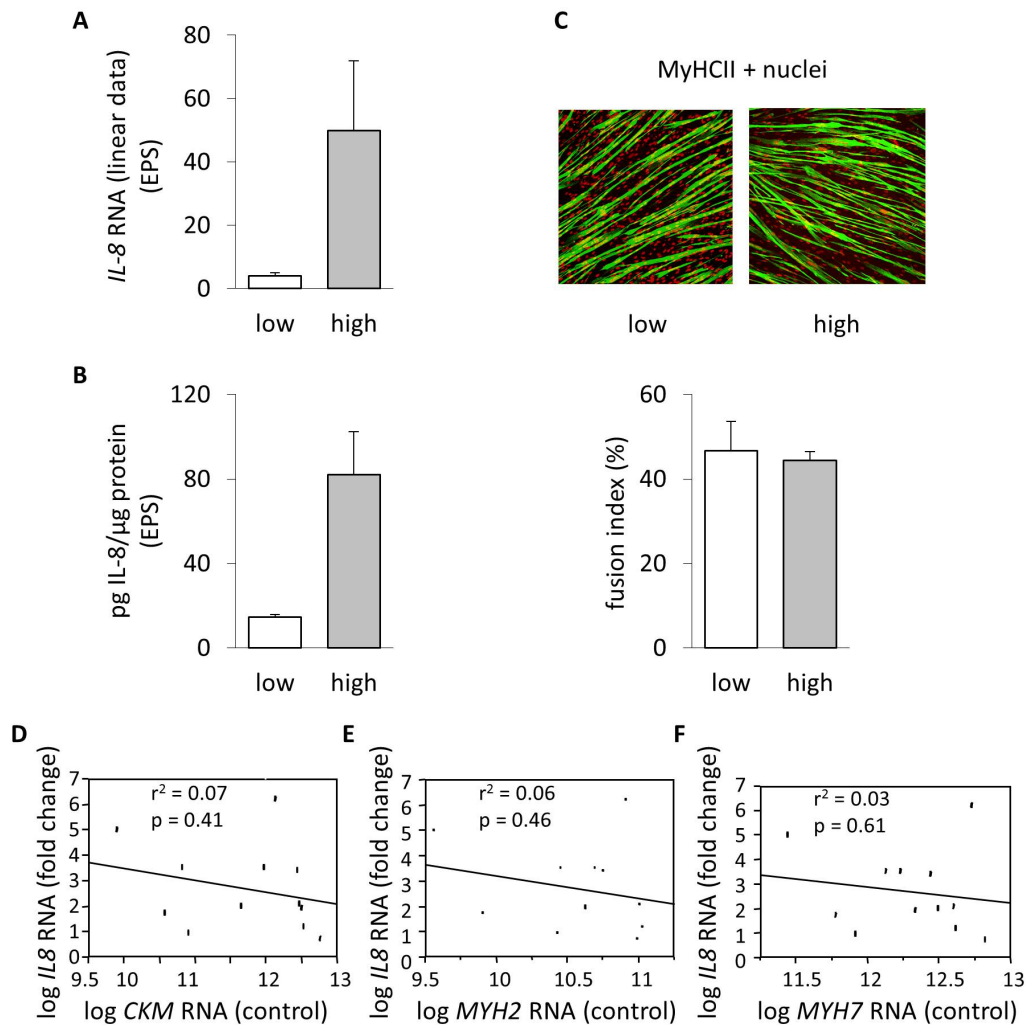 A
IL-8 RNA (linear data)
(EPS)
80
60
40
20
0
low
high
C
MyHCII + nuclei
low
high
B
pg IL-8/µg protein
(EPS)
120
80
40
0
low
high
fusion index (%)
60
40
20
0
low
high
D
log IL8 RNA (fold change)
7
6
5
4
3
2
1
0
r² = 0.07
p = 0.41
9.5 10 11 12 13
log CKM RNA (control)
E
log IL8 RNA (fold change)
7
6
5
4
3
2
1
0
r² = 0.06
p = 0.46
9.5 10 10.5 11
log MYH2 RNA (control)
F
log IL8 RNA (fold change)
7
6
5
4
3
2
1
0
r² = 0.03
p = 0.61
11.5 12 12.5 13
log MYH7 RNA (control)